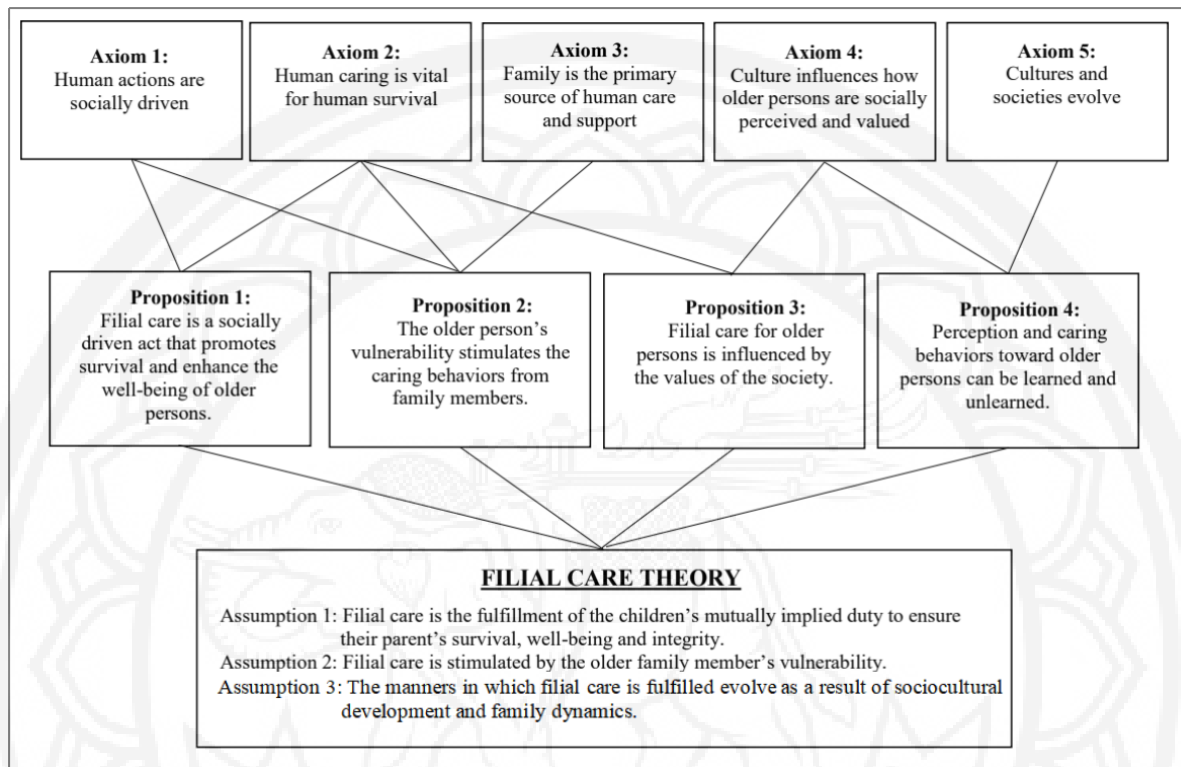 Axiom 1:
Human actions are
socially driven
Axiom 2:
Human caring is vital
for human survival
Axiom 3:
Family is the primary
source of human care
and support
Axiom 4:
Culture influences how
older persons are socially
perceived and valued
Axiom 5:
Cultures and
societies evolve
Proposition 1:
Filial care is a socially
driven act that promotes
survival and enhance the
well-being of older
persons.
Proposition 2:
The older person’s
vulnerability stimulates the
caring behaviors from
family members.
Proposition 3:
Filial care for older
persons is influenced by
the values of the society.
Proposition 4:
Perception and caring
behaviors toward older
persons can be learned and
unlearned.
FILIAL CARE THEORY
Assumption 1: Filial care is the fulfillment of the children’s mutually implied duty to ensure
their parent’s survival, well-being and integrity.
Assumption 2: Filial care is stimulated by the older family member’s vulnerability.
Assumption 3: The manners in which filial care is fulfilled evolve as a result of sociocultural
development and family dynamics.